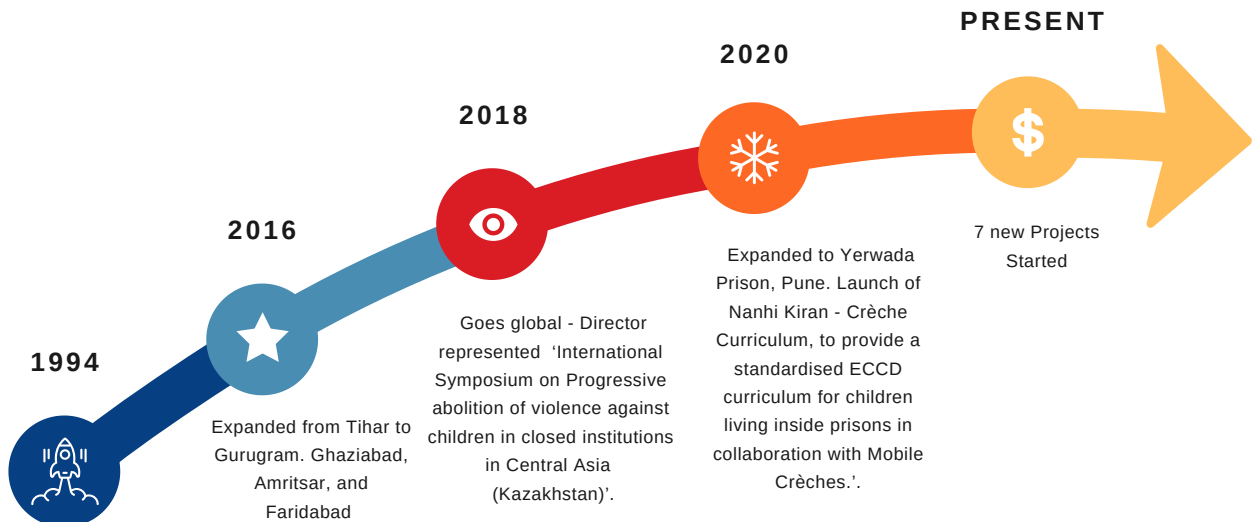 1994
2016
Expanded from Tihar to
Gurugram. Ghaziabad,
Amritsar, and
Faridabad
2018
Goes global - Director
represented  ‘International
Symposium on Progressive
abolition of violence against
children in closed institutions
in Central Asia
(Kazakhstan)’.
2020
Expanded to Yerwada
Prison, Pune. Launch of
Nanhi Kiran - Crèche
Curriculum, to provide a
standardised ECCD
curriculum for children
living inside prisons in
collaboration with Mobile
Crèches.’.
PRESENT
$
7 new Projects
Started